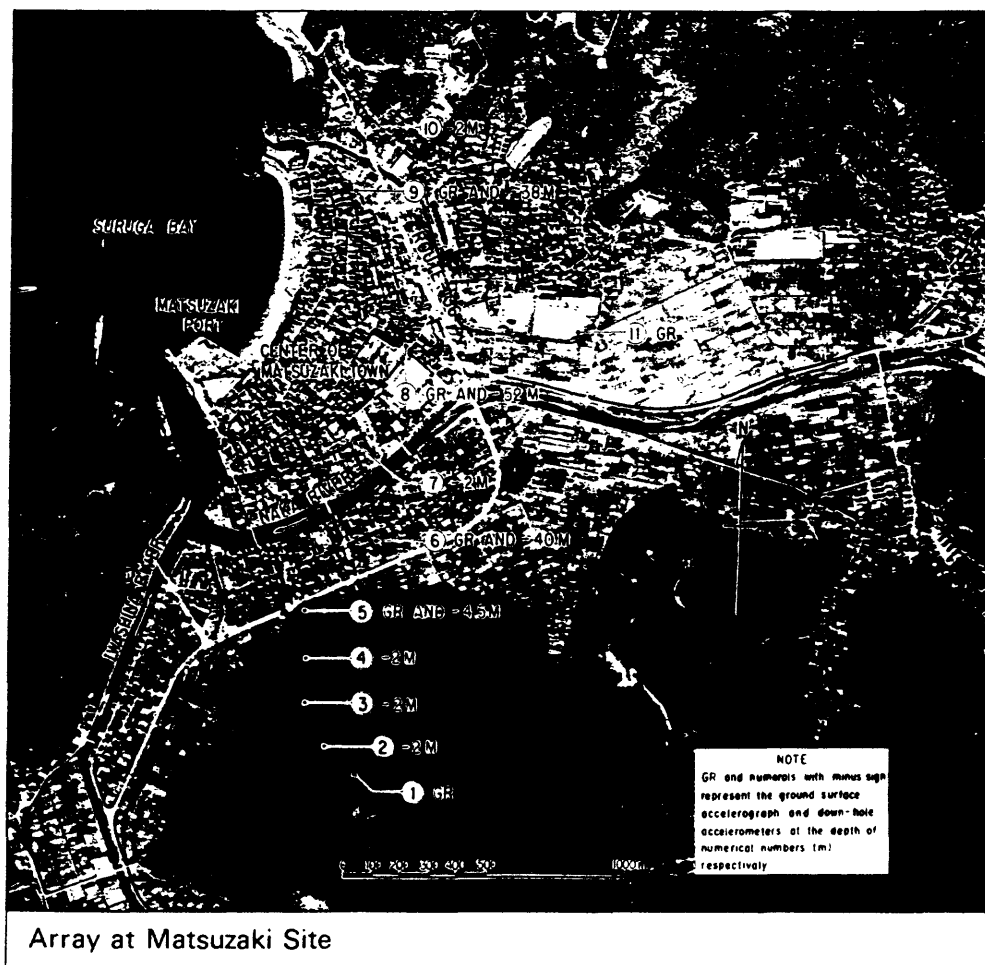 10 -2M
9 GR AND -38M
SURUGA BAY
MATSUZAKI
PORT
11 GR
CENTER OF
MATSUZAKI TOWN
8 GR AND -52M
N
7 -2M
6 GR AND -40M
5 GR AND -4.5M
4 -2M
3 -2M
2 -2M
1 GR
0 100 200 300 400 500 1000m
NOTE
GR and numerals with minus sign
represent the ground surface
accelerograph and down-hole
accelerometers at the depth of
numerical numbers (m)
respectivaly
Array at Matsuzaki Site